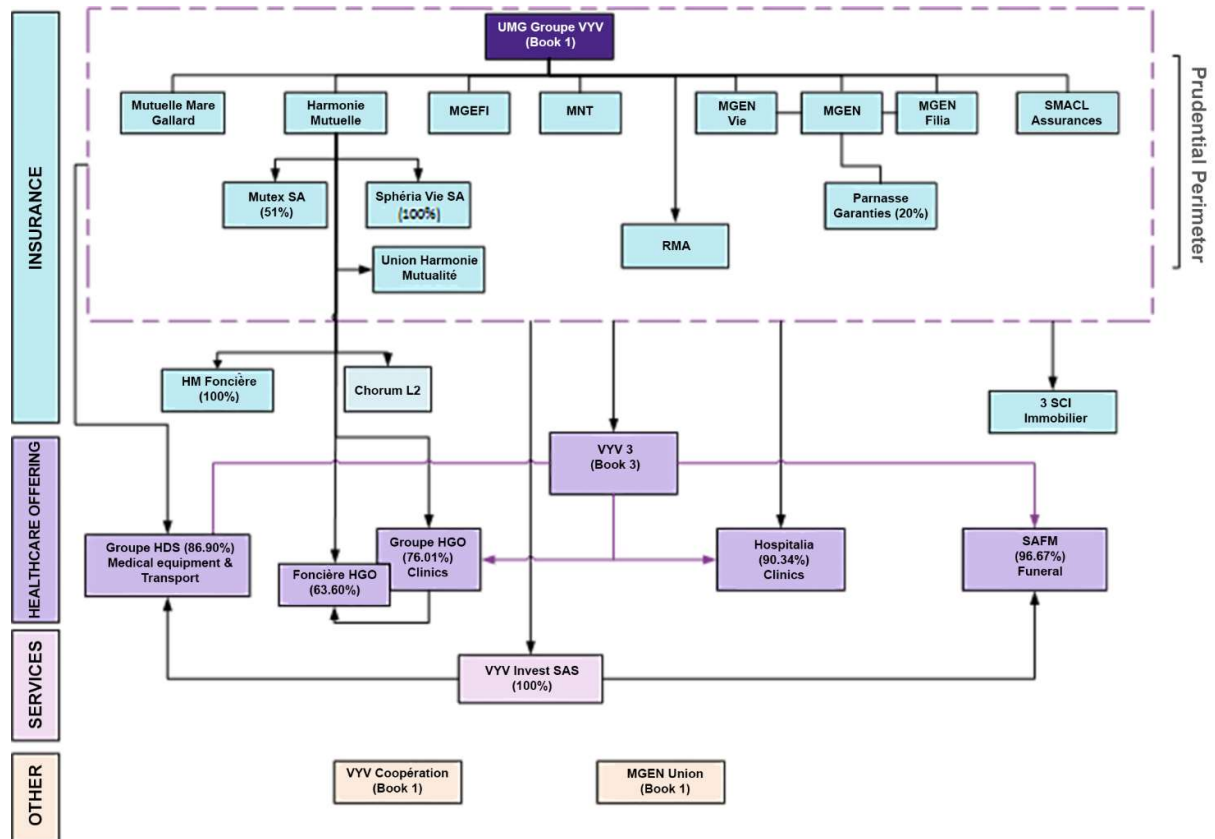 UMG Groupe VYV
(Book 1)
INSURANCE
Prudential Perimeter
Mutuelle Mare
Gallard
Harmonie
Mutuelle
MGEFI
MNT
MGEN
Vie
MGEN
MGEN
Filia
SMACL
Assurances
Mutex SA
(51%)
Sphéria Vie SA
(100%)
Parnasse
Garanties (20%)
RMA
Union Harmonie
Mutualité
HM Foncière
(100%)
Chorum L2
3 SCI
Immobilier
HEALTHCARE OFFERING
VYV 3
(Book 3)
Groupe HDS (86.90%)
Medical equipment &
Transport
Foncière HGO
(63.60%)
Groupe HGO
(76.01%)
Clinics
Hospitalia
(90.34%)
Clinics
SAFM
(96.67%)
Funeral
SERVICES
VYV Invest SAS
(100%)
OTHER
VYV Coopération
(Book 1)
MGEN Union
(Book 1)